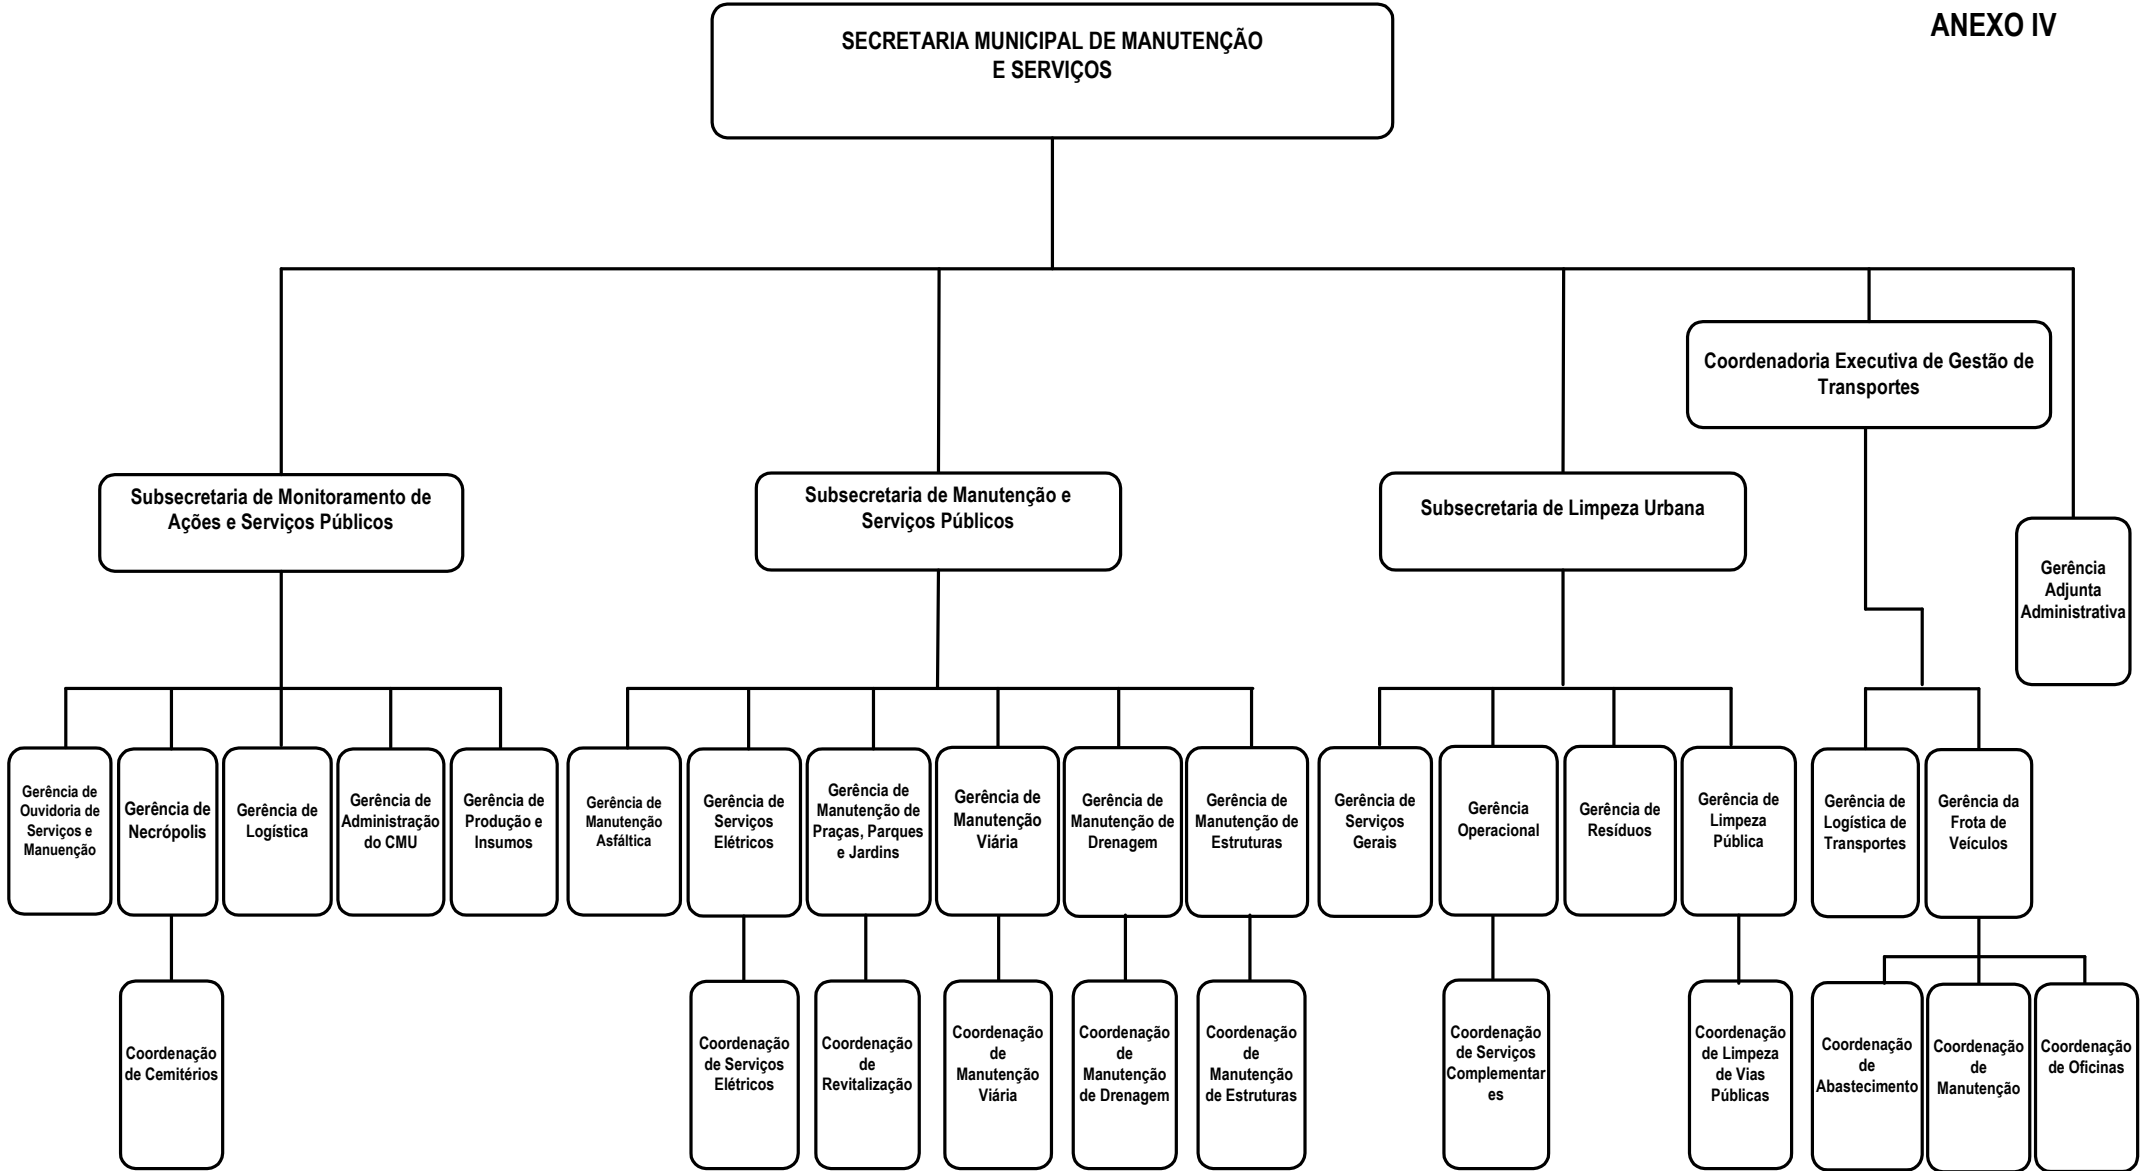 ANEXO IV
SECRETARIA MUNICIPAL DE MANUTENÇÃO
E SERVIÇOS
Coordenadoria Executiva de Gestão de
Transportes
Subsecretaria de Monitoramento de
Ações e Serviços Públicos
Subsecretaria de Manutenção e
Serviços Públicos
Subsecretaria de Limpeza Urbana
Gerência
Adjunta
Administrativa
Gerência de
Ouvidoria de
Serviços e
Manuenção
Gerência de
Necrópolis
Gerência de
Logística
Gerência de
Administração
do CMU
Gerência de
Produção e
Insumos
Gerência de
Manutenção
Asfáltica
Gerência de
Serviços
Elétricos
Gerência de
Manutenção de
Praças, Parques
e Jardins
Gerência de
Manutenção
Viária
Gerência de
Manutenção de
Drenagem
Gerência de
Manutenção de
Estruturas
Gerência de
Serviços
Gerais
Gerência
Operacional
Gerência de
Resíduos
Gerência de
Limpeza
Pública
Gerência de
Logística de
Transportes
Gerência da
Frota de
Veículos
Coordenação
de Cemitérios
Coordenação
de Serviços
Elétricos
Coordenação
de
Revitalização
Coordenação
de
Manutenção
Viária
Coordenação
de
Manutenção
de Drenagem
Coordenação
de
Manutenção
de Estruturas
Coordenação
de Serviços
Complementar
es
Coordenação
de Limpeza
de Vias
Públicas
Coordenação
de
Abastecimento
Coordenação
de
Manutenção
Coordenação
de Oficinas